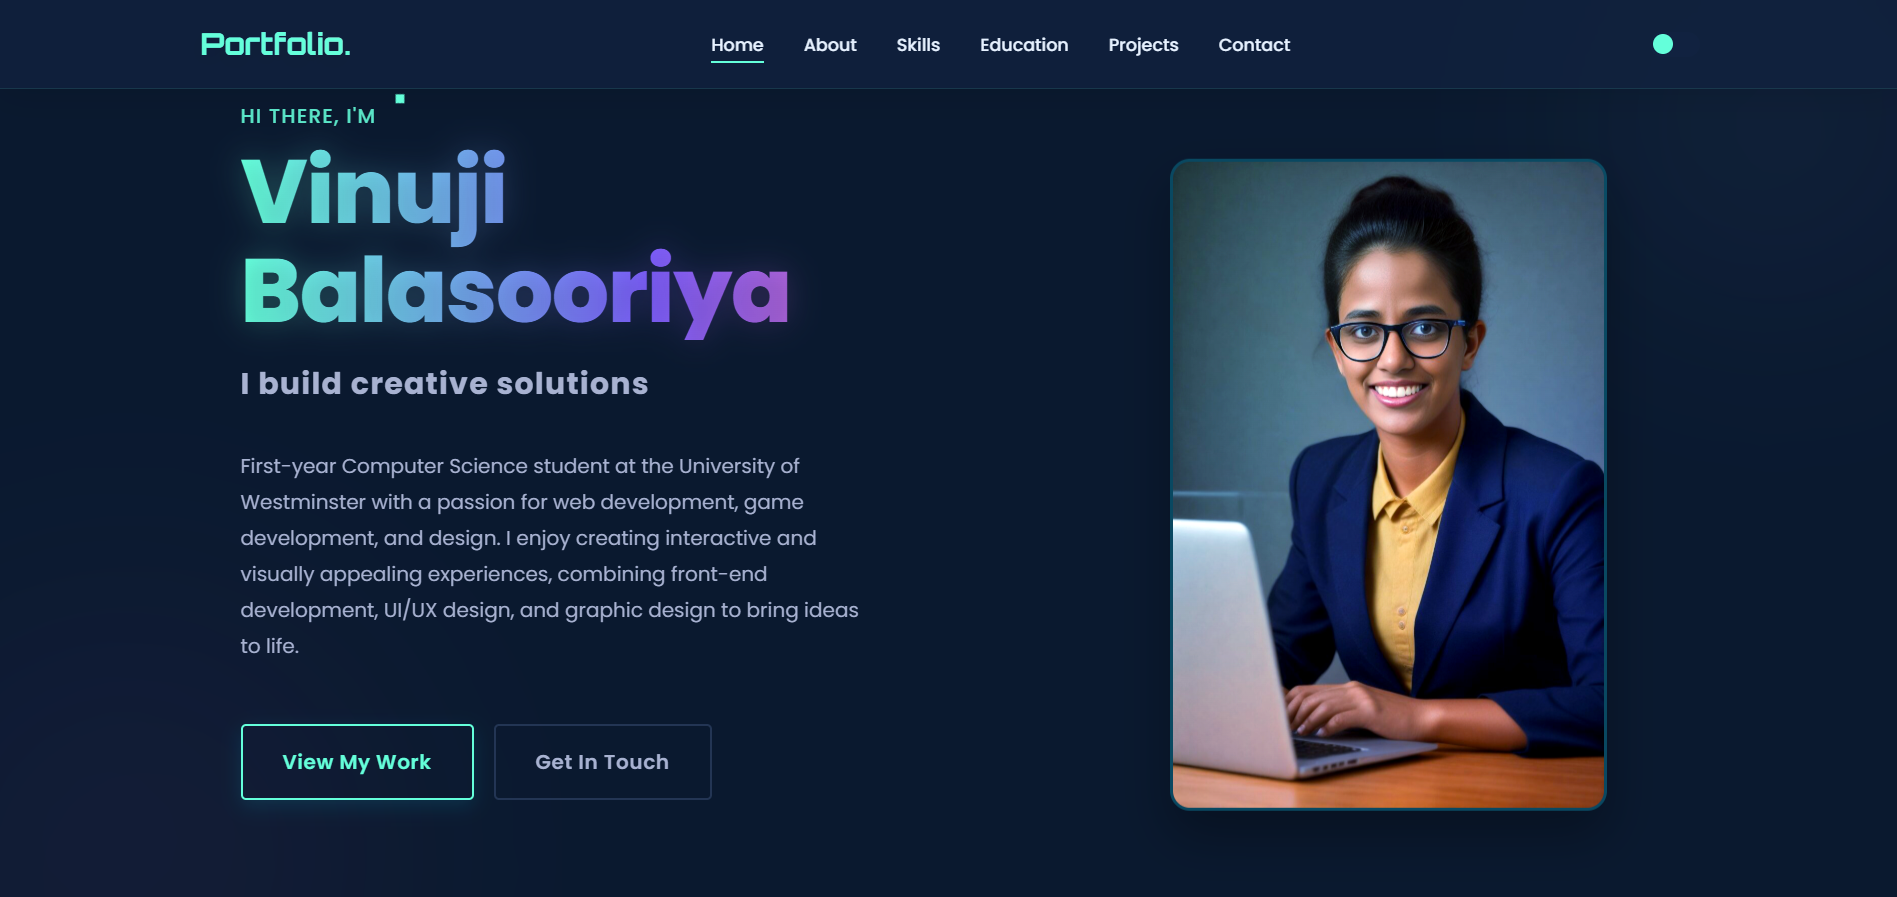 Portfolio.
Home About Skills Education Projects Contact
HI THERE, I'M
Vinuji
Balasooriya
I build creative solutions
First-year Computer Science student at the University of
Westminster with a passion for web development, game
development, and design. I enjoy creating interactive and
visually appealing experiences, combining front-end
development, UI/UX design, and graphic design to bring ideas
to life.
View My Work Get In Touch